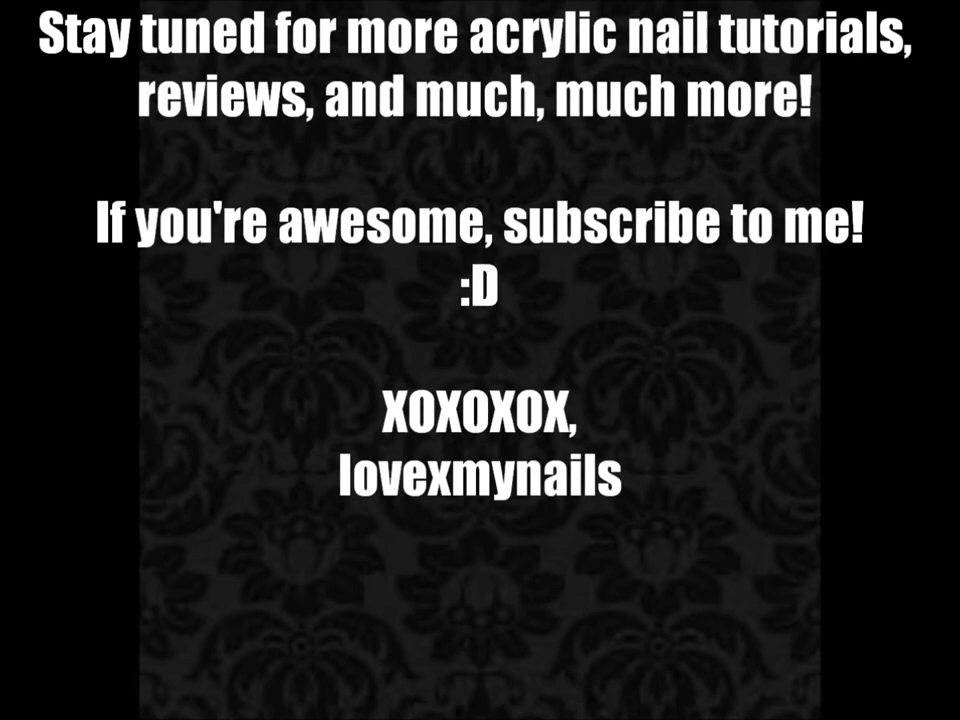 Stay tuned for more acrylic nail tutorials,
reviews, and much, much more!
If you're awesome, subscribe to me!
:D
XOXOXOX,
lovexmynails